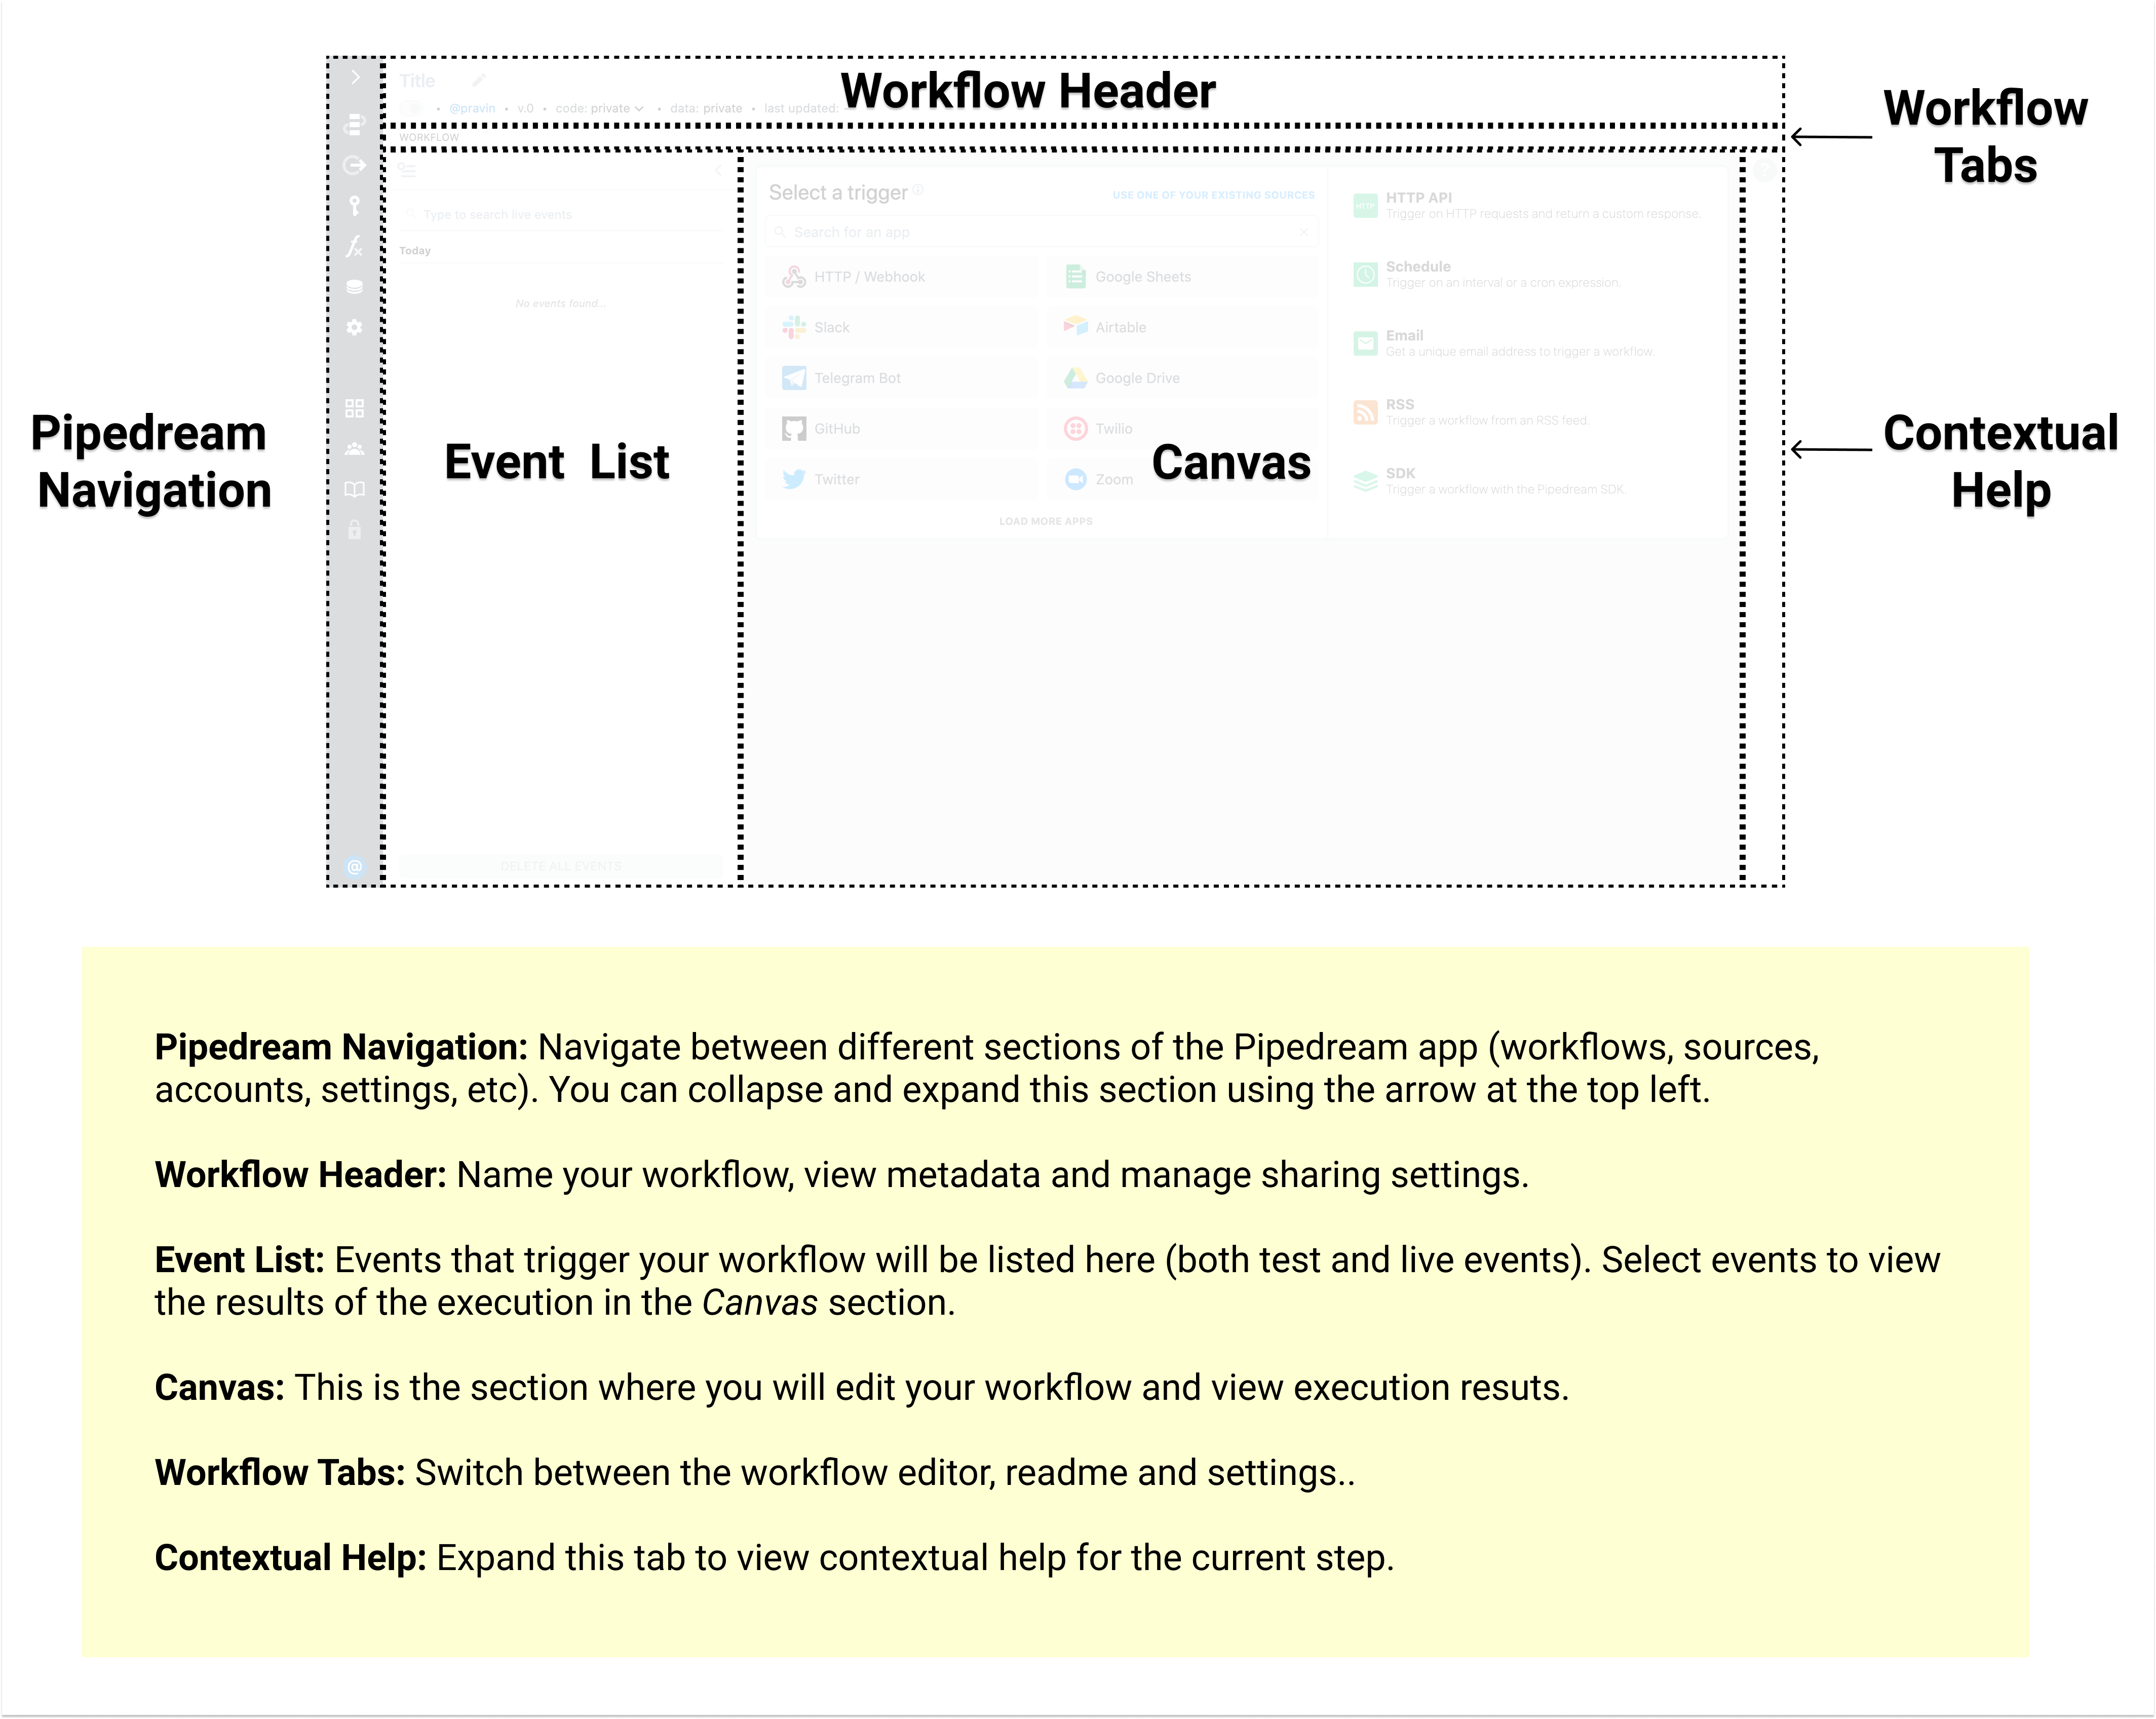 Title
Workflow Header
• @pravin • v.0 • code: private • data: private • last updated: –
WORKFLOW
Workflow
Tabs
Type to search live events
Today
No events found...
DELETE ALL EVENTS
@
Event List
Select a trigger
USE ONE OF YOUR EXISTING SOURCES
Search for an app
HTTP / Webhook
Google Sheets
Slack
Airtable
Telegram Bot
Google Drive
GitHub
Twilio
Twitter
Zoom
LOAD MORE APPS
Canvas
HTTP
HTTP API
Trigger on HTTP requests and return a custom response.
Schedule
Trigger on an interval or a cron expression.
Email
Get a unique email address to trigger a workflow.
RSS
Trigger a workflow from an RSS feed.
SDK
Trigger a workflow with the Pipedream SDK.
?
Pipedream
Navigation
Contextual
Help
Pipedream Navigation: Navigate between different sections of the Pipedream app (workflows, sources,
accounts, settings, etc). You can collapse and expand this section using the arrow at the top left.
Workflow Header: Name your workflow, view metadata and manage sharing settings.
Event List: Events that trigger your workflow will be listed here (both test and live events). Select events to view
the results of the execution in the Canvas section.
Canvas: This is the section where you will edit your workflow and view execution resuts.
Workflow Tabs: Switch between the workflow editor, readme and settings..
Contextual Help: Expand this tab to view contextual help for the current step.